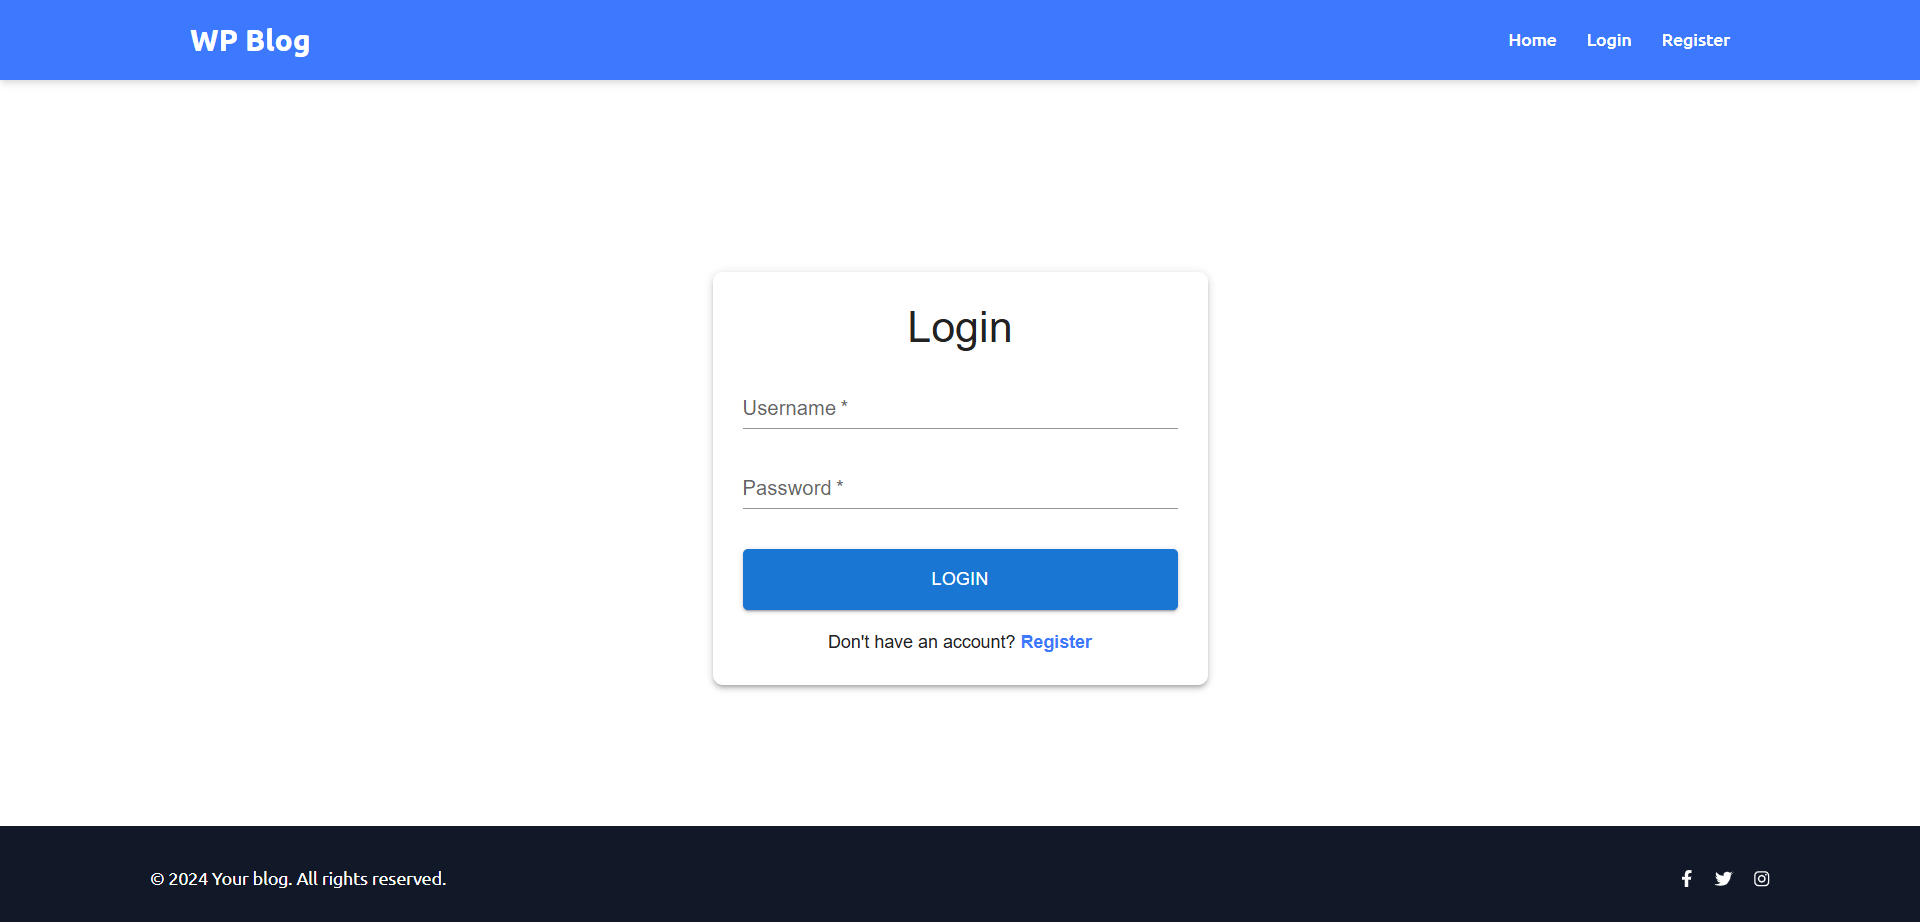 WP Blog
Home Login Register
Login
Username *
Password *
LOGIN
Don't have an account? Register
© 2024 Your blog. All rights reserved.